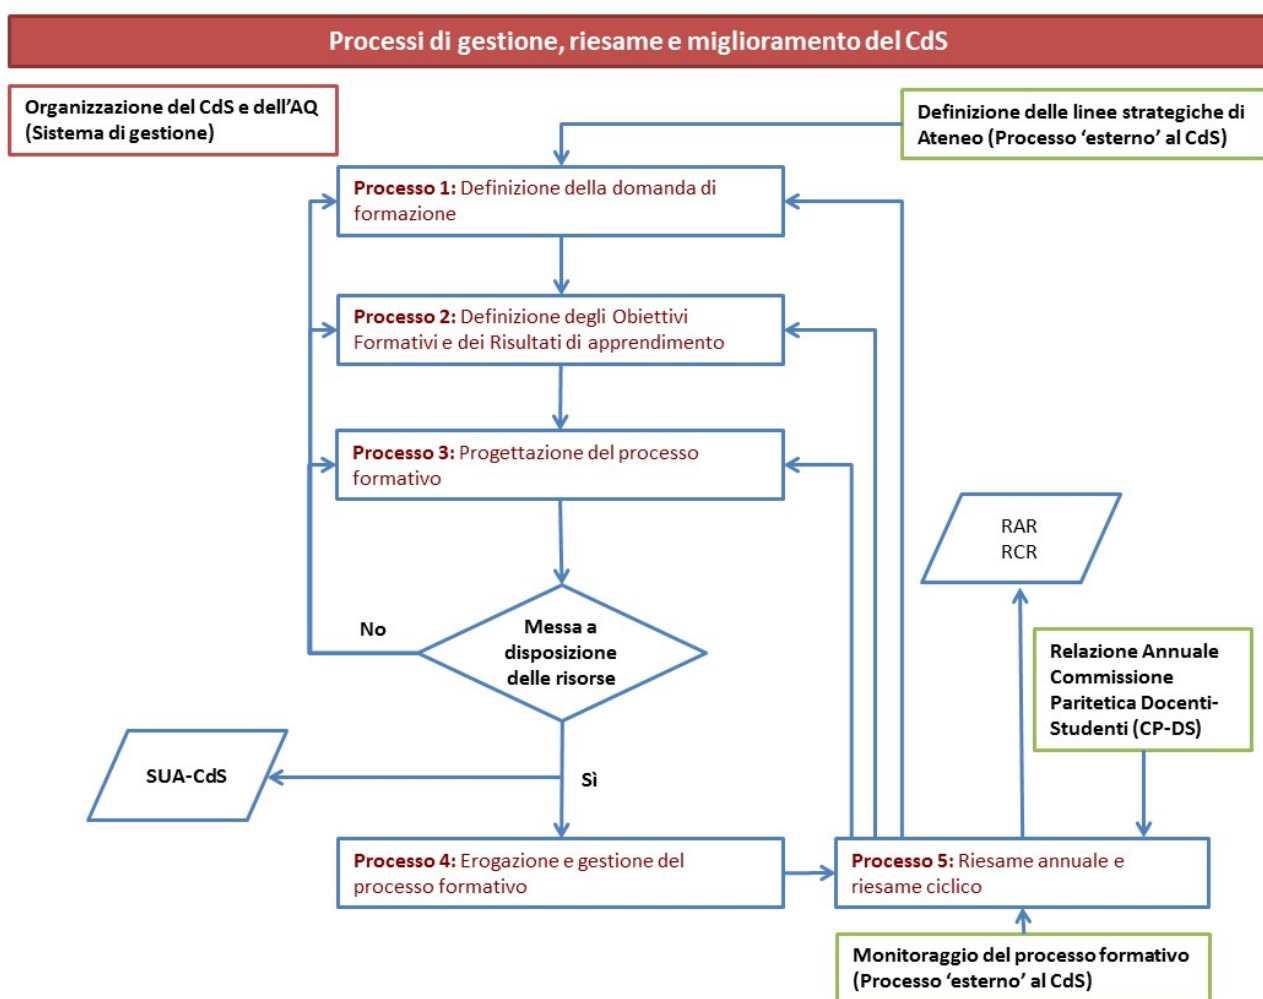 Processi di gestione, riesame e miglioramento del CdS
Organizzazione del CdS e dell'AQ
(Sistema di gestione)
Definizione delle linee strategiche di
Ateneo (Processo 'esterno' al CdS)
Processo 1: Definizione della domanda di
formazione
Processo 2: Definizione degli Obiettivi
Formativi e dei Risultati di apprendimento
Processo 3: Progettazione del processo
formativo
RAR
RCR
No
Messa a
disposizione
delle risorse
Relazione Annuale
Commissione
Paritetica Docenti-
Studenti (CP-DS)
SUA-CdS
Sì
Processo 4: Erogazione e gestione del
processo formativo
Processo 5: Riesame annuale e
riesame ciclico
Monitoraggio del processo formativo
(Processo 'esterno' al CdS)